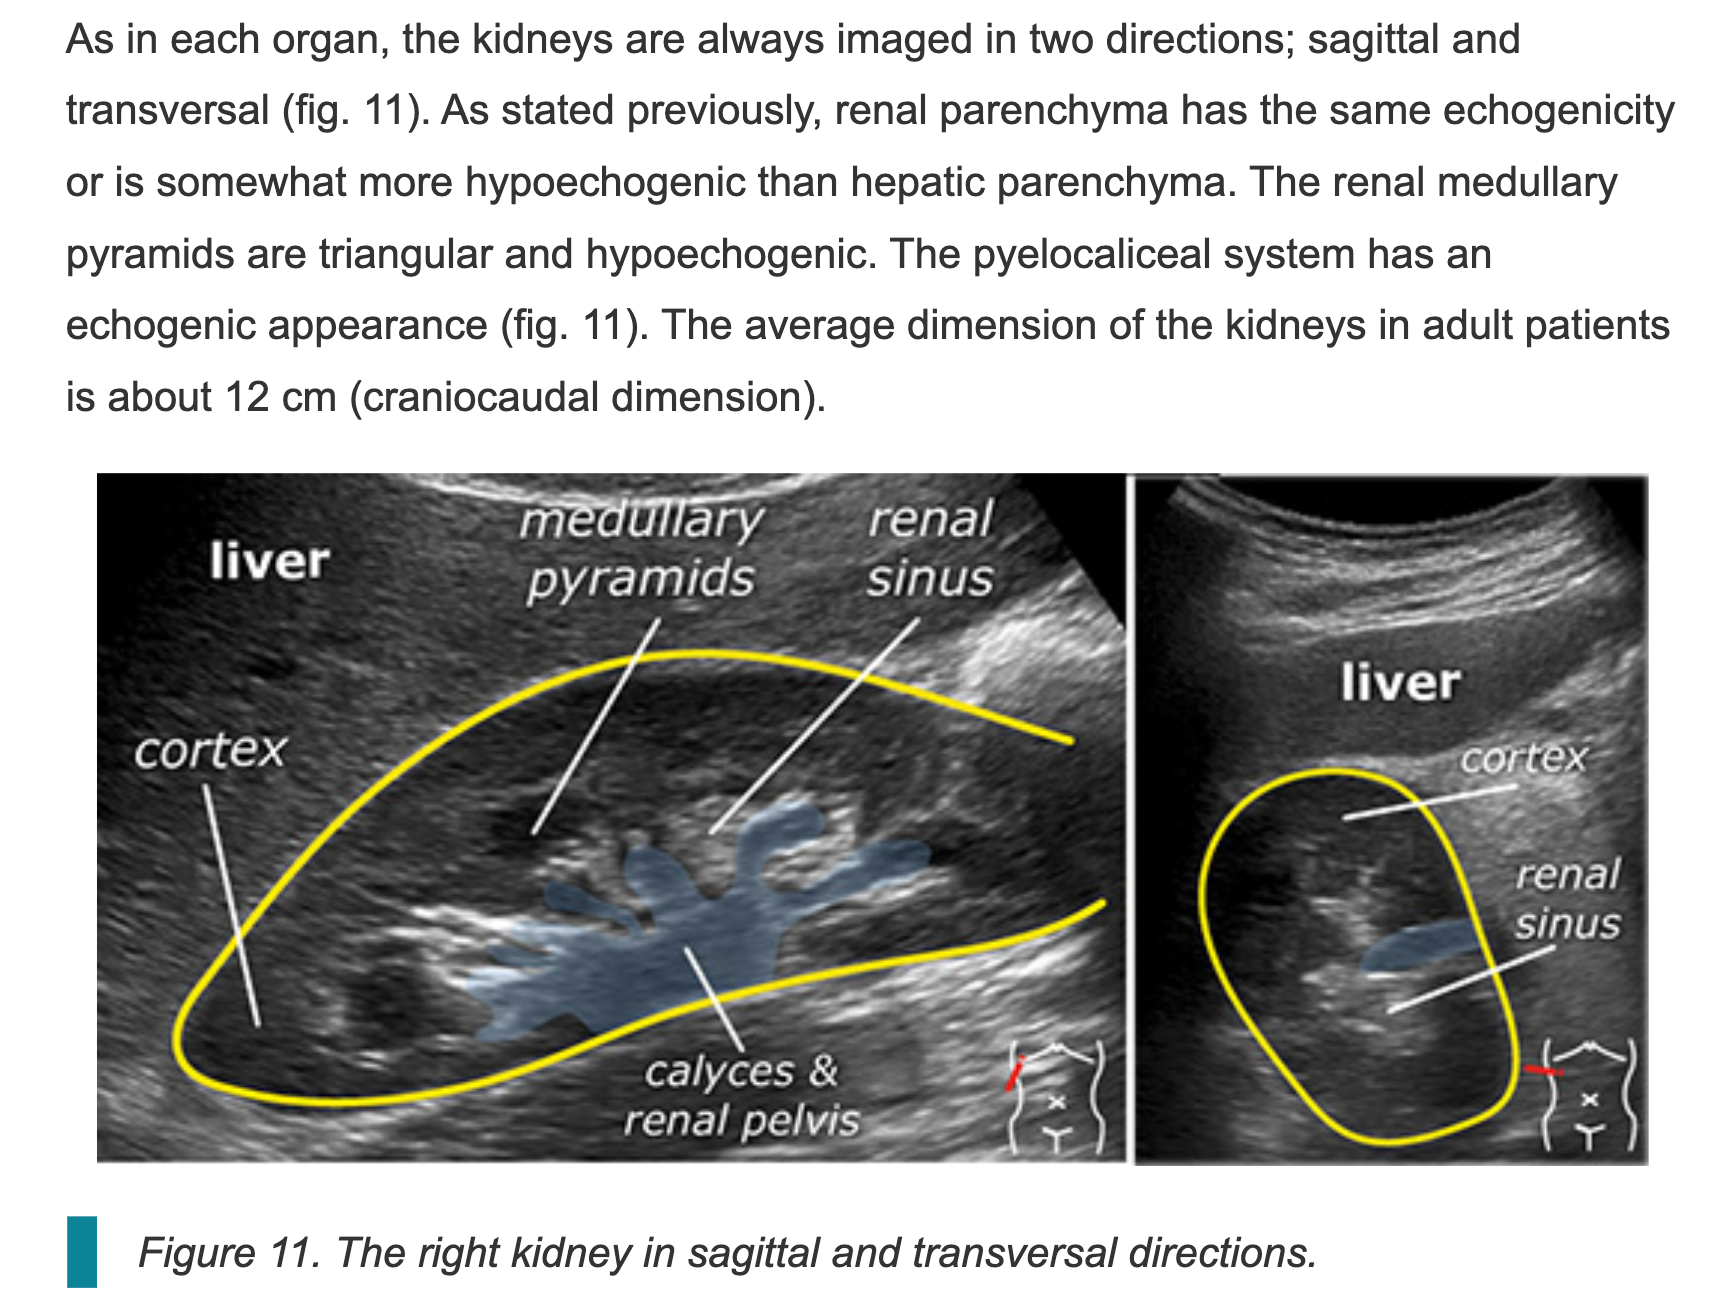 As in each organ, the kidneys are always imaged in two directions; sagittal and
transversal (fig. 11). As stated previously, renal parenchyma has the same echogenicity
or is somewhat more hypoechogenic than hepatic parenchyma. The renal medullary
pyramids are triangular and hypoechogenic. The pyelocaliceal system has an
echogenic appearance (fig. 11). The average dimension of the kidneys in adult patients
is about 12 cm (craniocaudal dimension).
liver
medullary
pyramids
renal
sinus
cortex
calyces &
renal pelvis
liver
cortex
renal
sinus
Figure 11. The right kidney in sagittal and transversal directions.